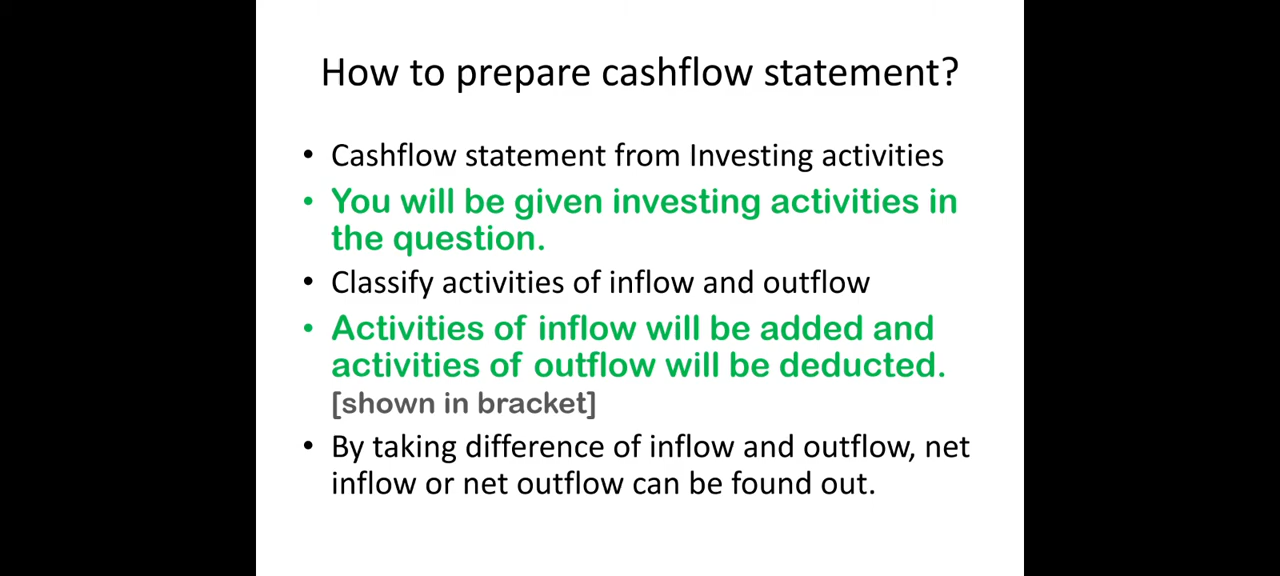 How to prepare cashflow statement?
• Cashflow statement from Investing activities
• You will be given investing activities in
the question.
• Classify activities of inflow and outflow
• Activities of inflow will be added and
activities of outflow will be deducted.
[shown in bracket]
• By taking difference of inflow and outflow, net
inflow or net outflow can be found out.